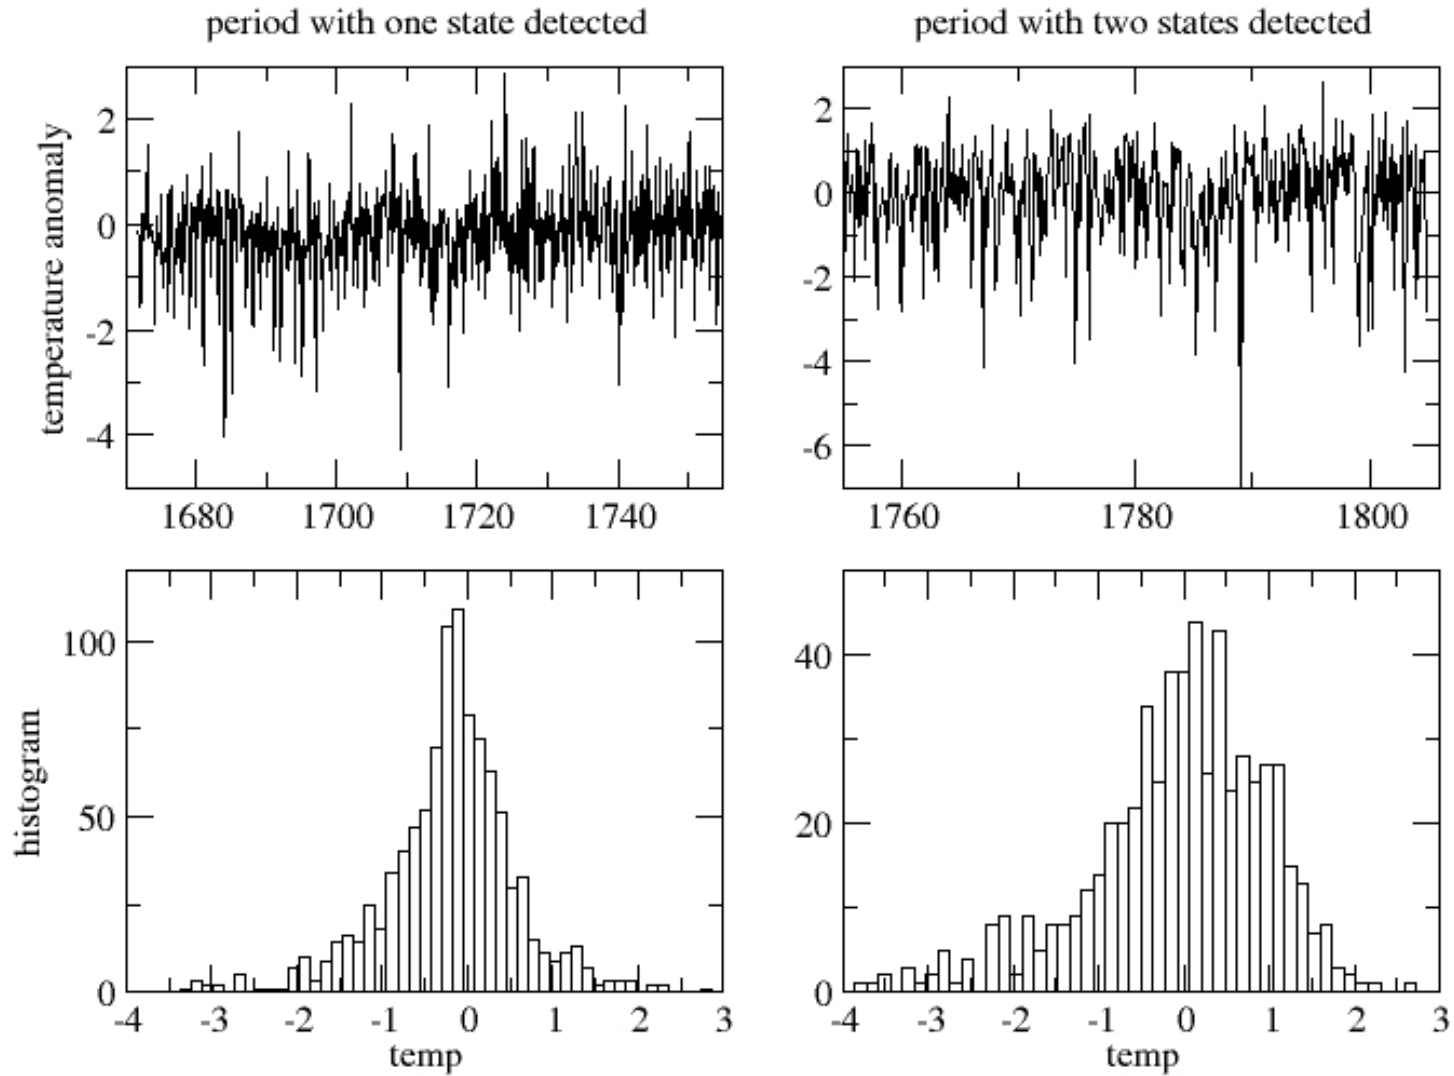 period with one state detected
period with two states detected
temperature anomaly
2
0
-2
-4
1680 1700 1720 1740
2
0
-2
-4
-6
1760 1780 1800
histogram
100
50
0
-4 -3 -2 -1 0 1 2 3
temp
40
20
0
-4 -3 -2 -1 0 1 2 3
temp